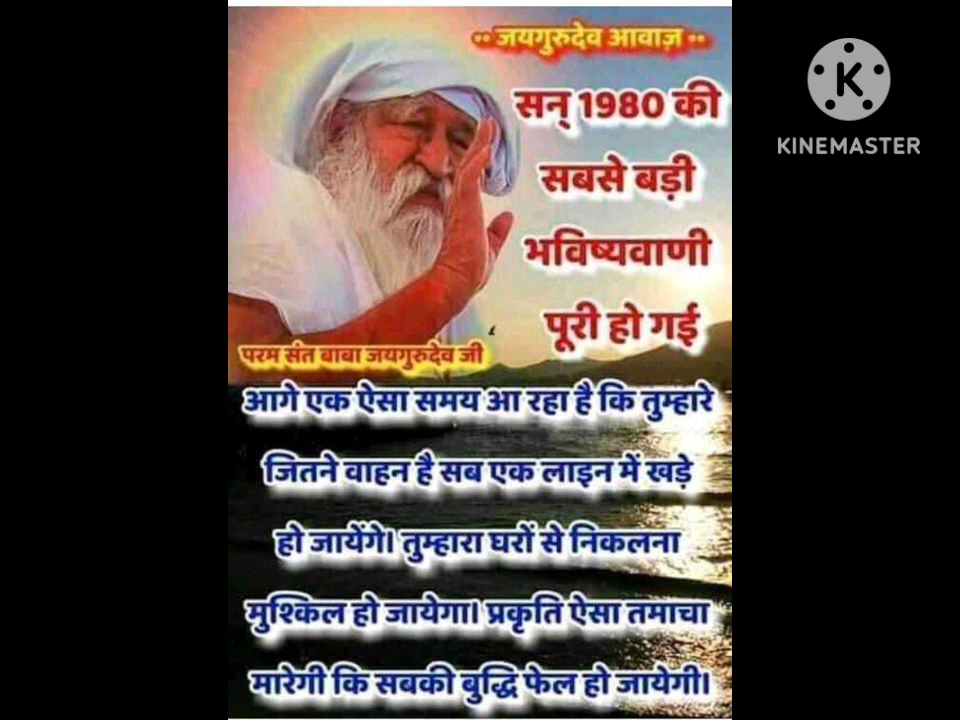 •• जयगुरुदेव आवाज़ ••
सन् 1980 की
सबसे बड़ी
भविष्यवाणी
पूरी हो गई
K
KINEMASTER
परम संत बाबा जयगुरुदेव जी
आगे एक ऐसा समय आ रहा है कि तुम्हारे
जितने वाहन है सब एक लाइन में खड़े
हो जायेंगे। तुम्हारा घरों से निकलना
मुश्किल हो जायेगा। प्रकृति ऐसा तमाचा
मारेगी कि सबकी बुद्धि फेल हो जायेगी।